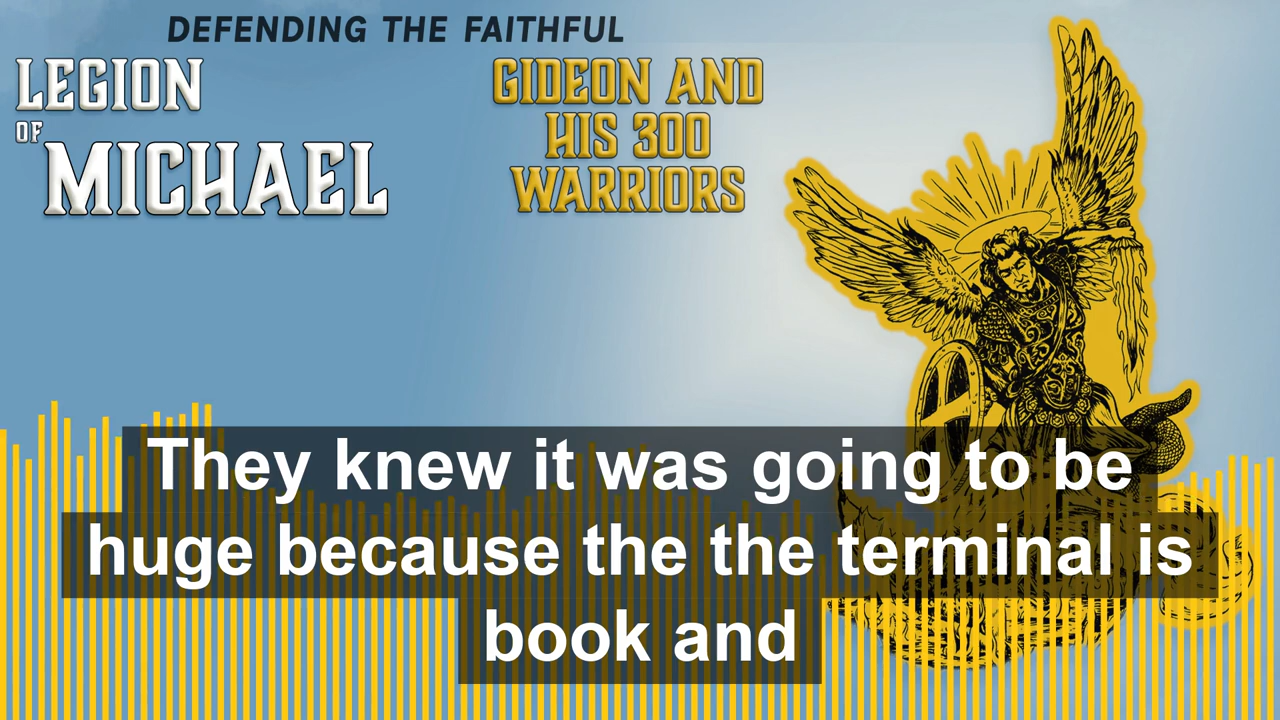 DEFENDING THE FAITHFUL
LEGION
OF
MICHAEL
GIDEON AND
HIS 300
WARRIORS
They knew it was going to be
huge because the the terminal is
book and